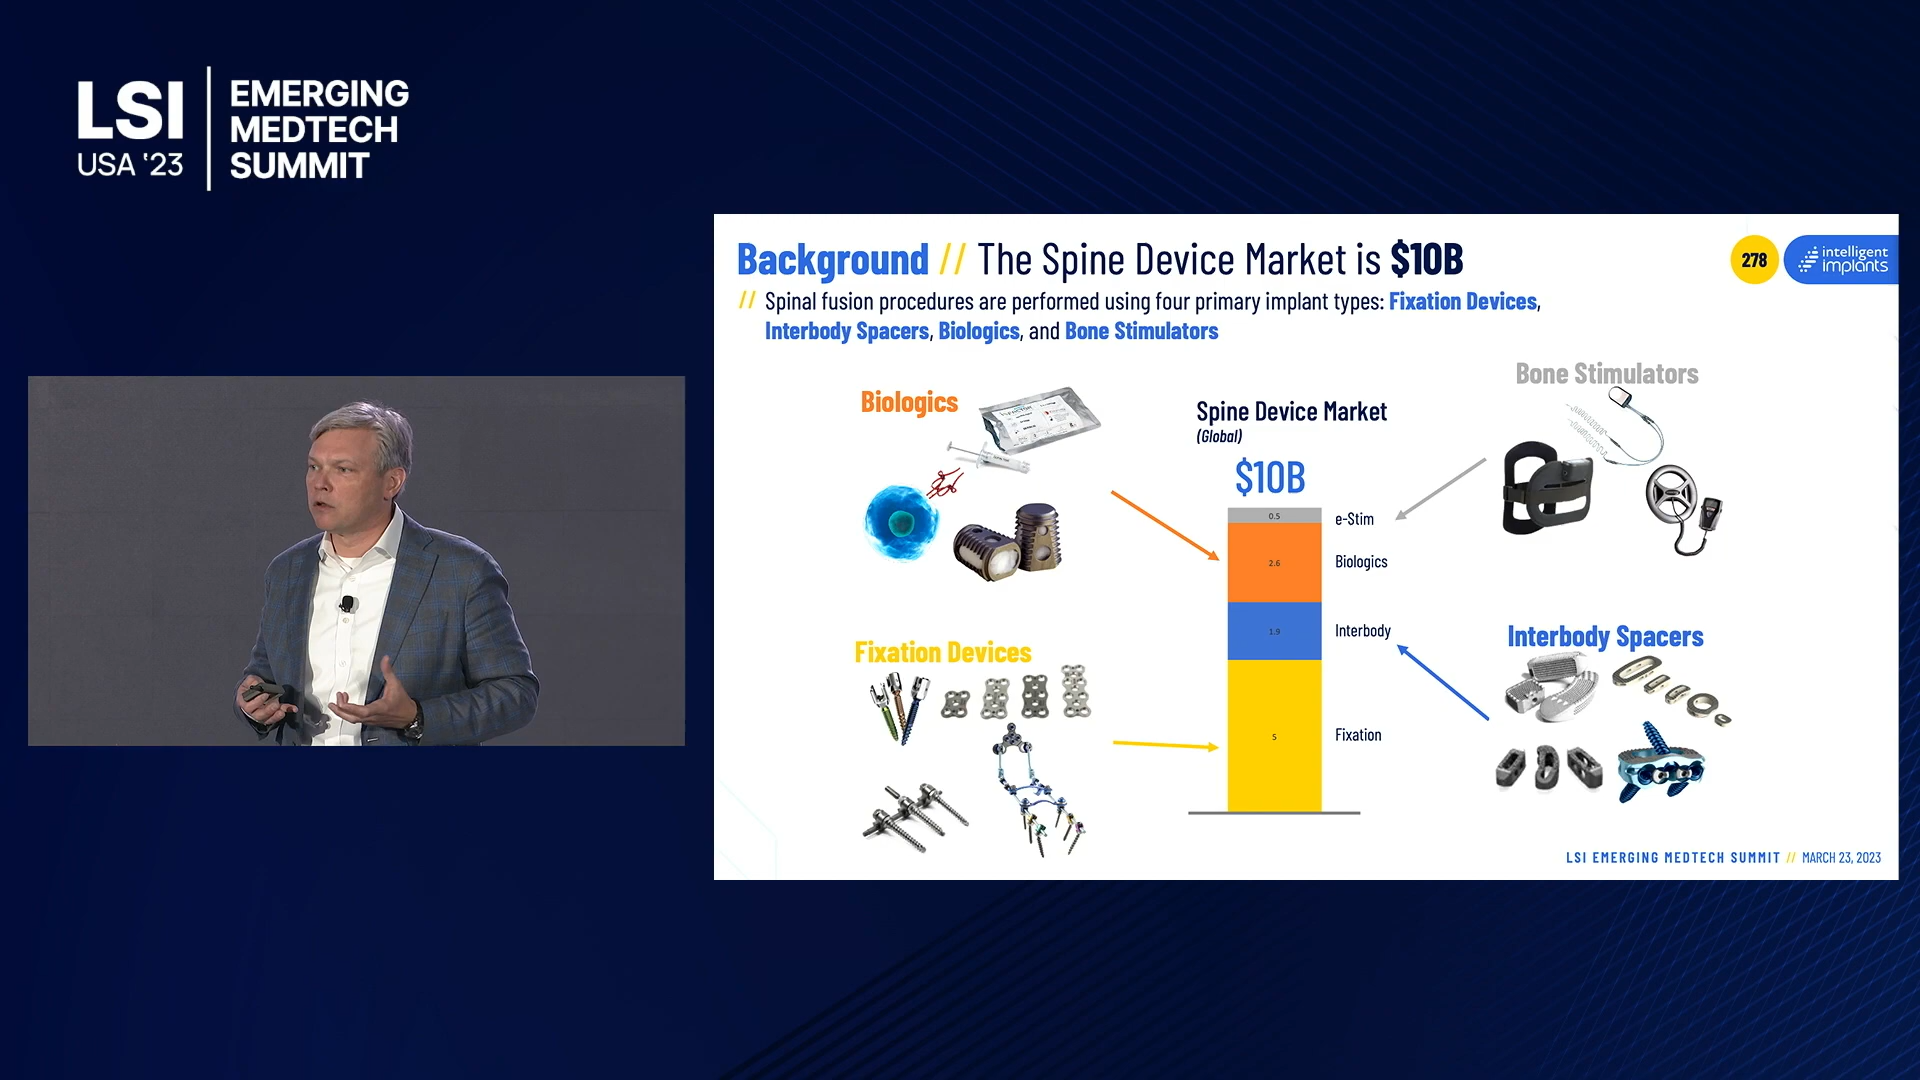 LSI
USA '23
EMERGING
MEDTECH
SUMMIT
Background // The Spine Device Market is $10B
278
intelligent
implants
// Spinal fusion procedures are performed using four primary implant types: Fixation Devices,
Interbody Spacers, Biologics, and Bone Stimulators
Biologics
Bone Stimulators
Spine Device Market
(Global)
$10B
0.5
e-Stim
2.6
Biologics
1.9
Interbody
5
Fixation
Fixation Devices
Interbody Spacers
LSI EMERGING MEDTECH SUMMIT // MARCH 23, 2023